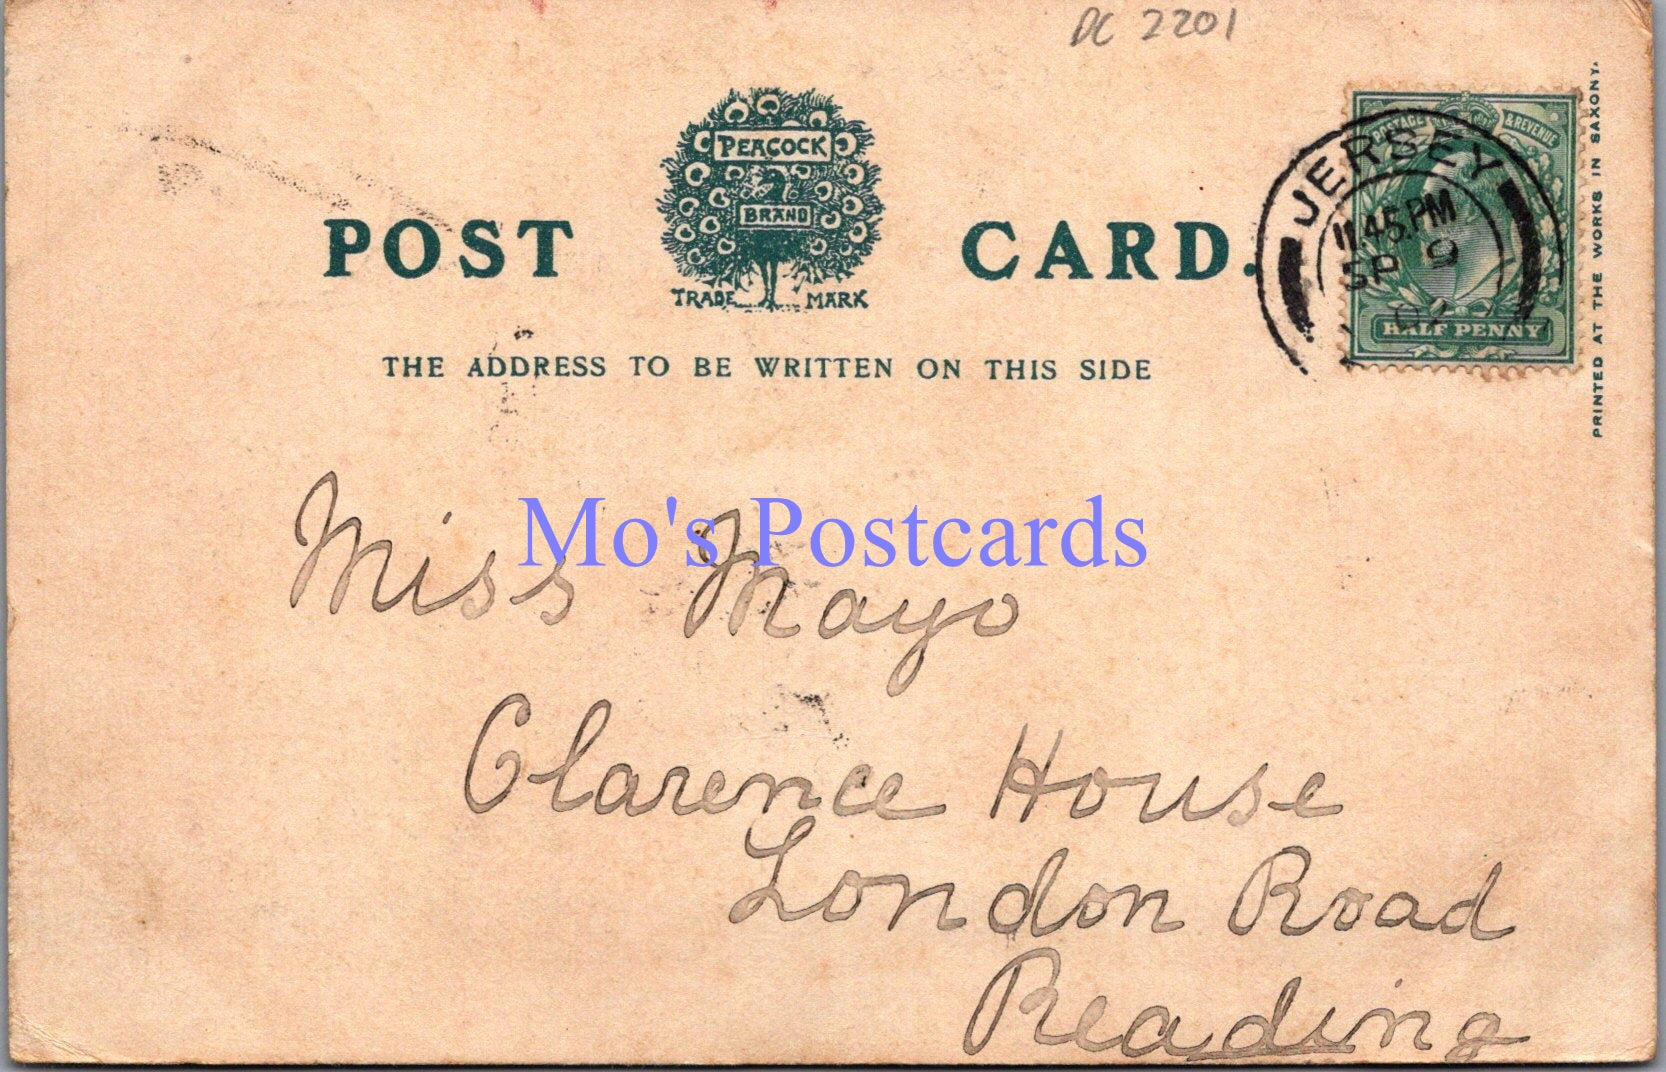 DC 2201
PEACOCK
BRAND
TRADE MARK
POST CARD.
THE ADDRESS TO BE WRITTEN ON THIS SIDE
POSTAGE & REVENUE
HALF PENNY
JERSEY
11.45.PM
SP 9
02
PRINTED AT THE WORKS IN SAXONY.
Mo's Postcards
Miss Mayo
Clarence House
London Road
Reading